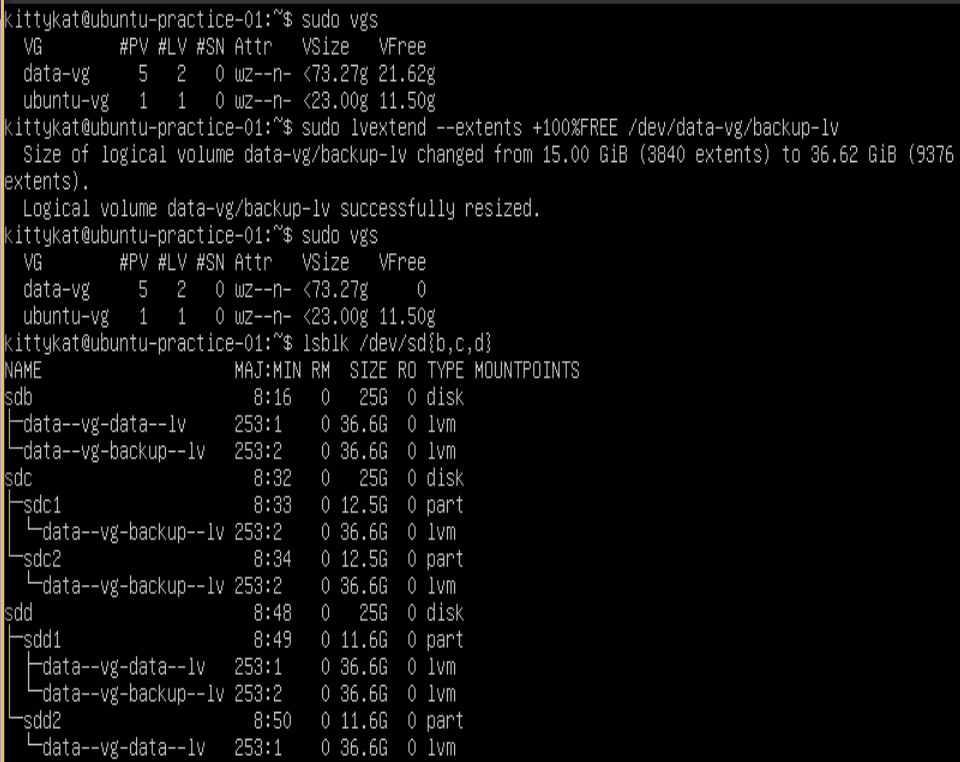 kittykat@ubuntu-practice-01:~$ sudo vgs
  VG        #PV #LV #SN Attr   VSize   VFree
  data-vg     5   2   0 wz--n- <73.27g 21.62g
  ubuntu-vg   1   1   0 wz--n- <23.00g 11.50g
kittykat@ubuntu-practice-01:~$ sudo lvextend --extents +100%FREE /dev/data-vg/backup-lv
  Size of logical volume data-vg/backup-lv changed from 15.00 GiB (3840 extents) to 36.62 GiB (9376
extents).
  Logical volume data-vg/backup-lv successfully resized.
kittykat@ubuntu-practice-01:~$ sudo vgs
  VG        #PV #LV #SN Attr   VSize   VFree
  data-vg     5   2   0 wz--n- <73.27g     0
  ubuntu-vg   1   1   0 wz--n- <23.00g 11.50g
kittykat@ubuntu-practice-01:~$ lsblk /dev/sd{b,c,d}
NAME                    MAJ:MIN RM  SIZE RO TYPE MOUNTPOINTS
sdb                       8:16   0   25G  0 disk
├─data--vg-data--lv     253:1    0 36.6G  0 lvm
└─data--vg-backup--lv   253:2    0 36.6G  0 lvm
sdc                       8:32   0   25G  0 disk
├─sdc1                    8:33   0 12.5G  0 part
│ └─data--vg-backup--lv 253:2    0 36.6G  0 lvm
└─sdc2                    8:34   0 12.5G  0 part
  └─data--vg-backup--lv 253:2    0 36.6G  0 lvm
sdd                       8:48   0   25G  0 disk
├─sdd1                    8:49   0 11.6G  0 part
│ ├─data--vg-data--lv   253:1    0 36.6G  0 lvm
│ └─data--vg-backup--lv 253:2    0 36.6G  0 lvm
└─sdd2                    8:50   0 11.6G  0 part
  └─data--vg-data--lv   253:1    0 36.6G  0 lvm